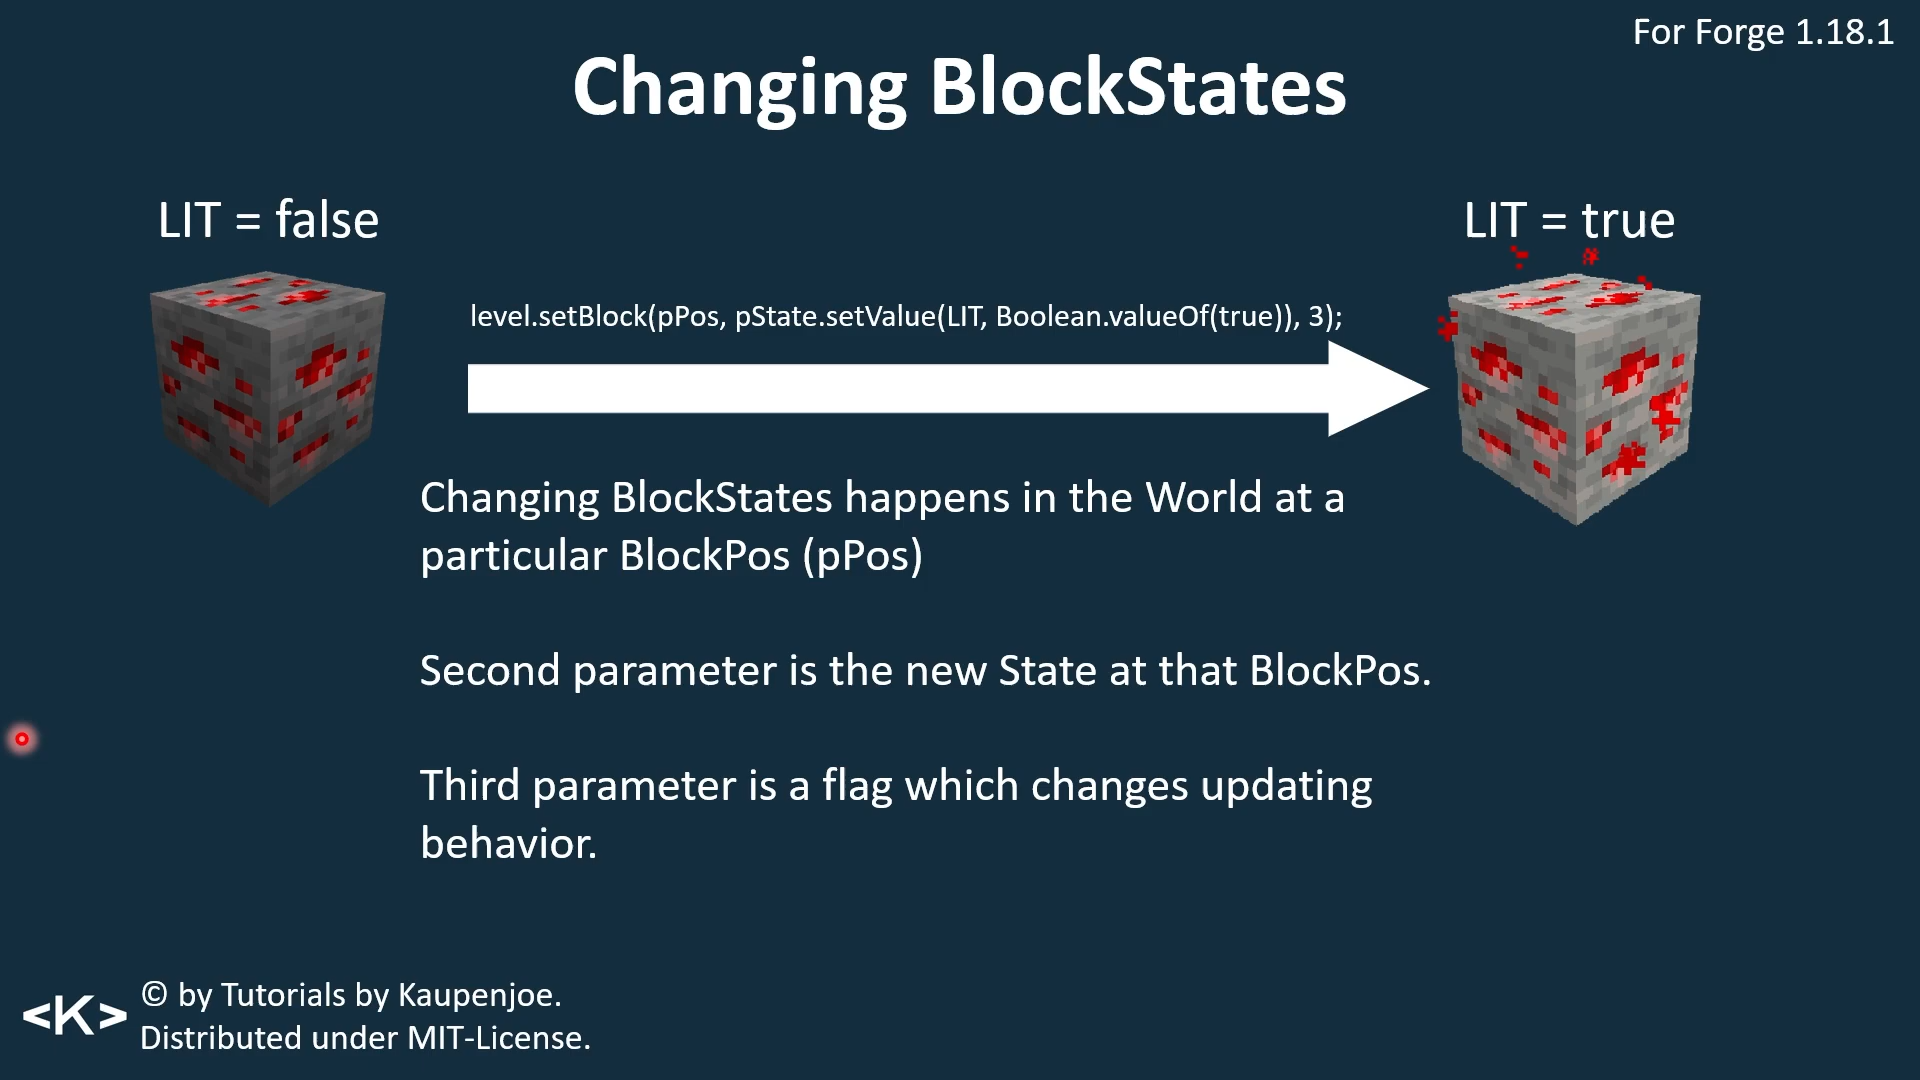 For Forge 1.18.1
Changing BlockStates
LIT = false
LIT = true
level.setBlock(pPos, pState.setValue(LIT, Boolean.valueOf(true)), 3);
Changing BlockStates happens in the World at a
particular BlockPos (pPos)
Second parameter is the new State at that BlockPos.
Third parameter is a flag which changes updating
behavior.
<K>
© by Tutorials by Kaupenjoe.
Distributed under MIT-License.